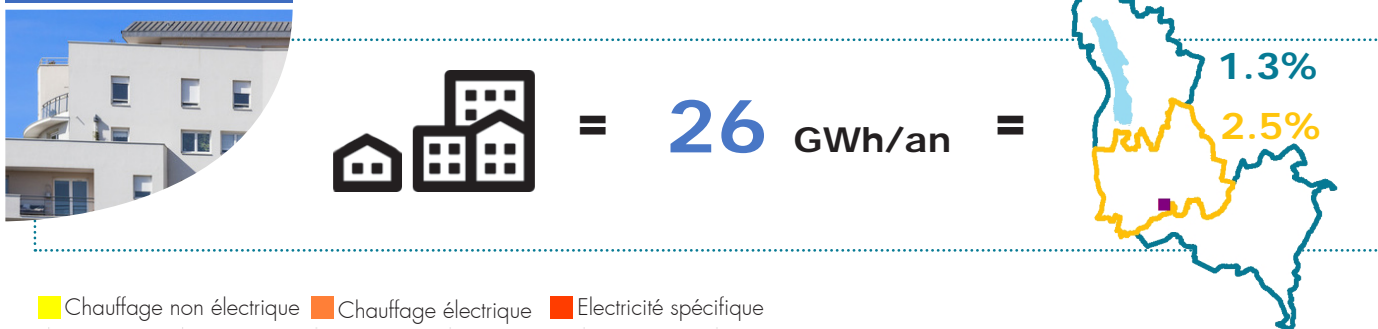 1.3%
= 26 GWh/an = 2.5%
Chauffage non électrique Chauffage électrique Electricité spécifique